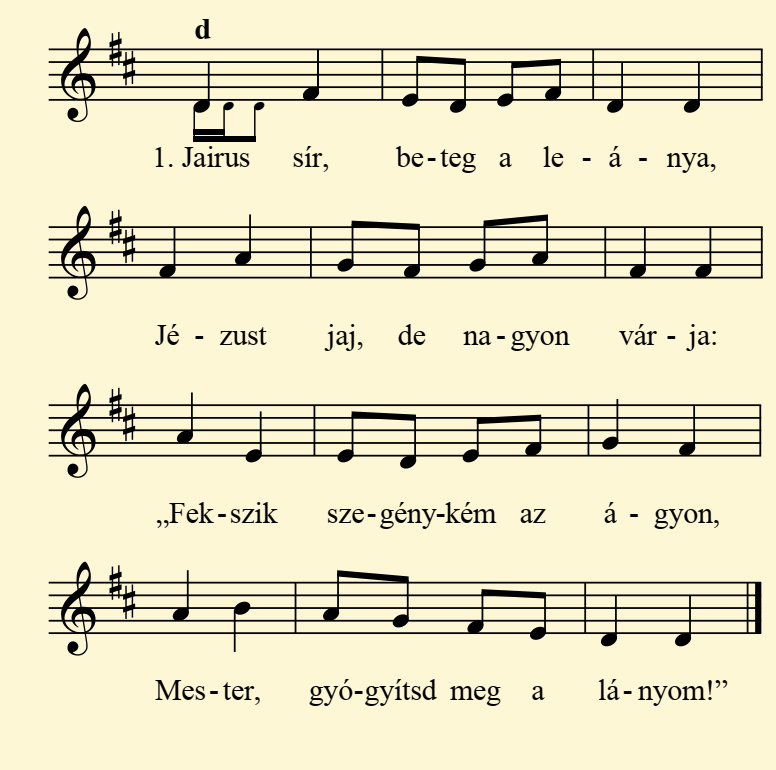 d
1. Jairus sír, be-teg a le - á - nya,
Jé - zust jaj, de na-gyon vár - ja:
„Fek-szik sze-gény-kém az á - gyon,
Mes-ter, gyó-gyítsd meg a lá-nyom!”